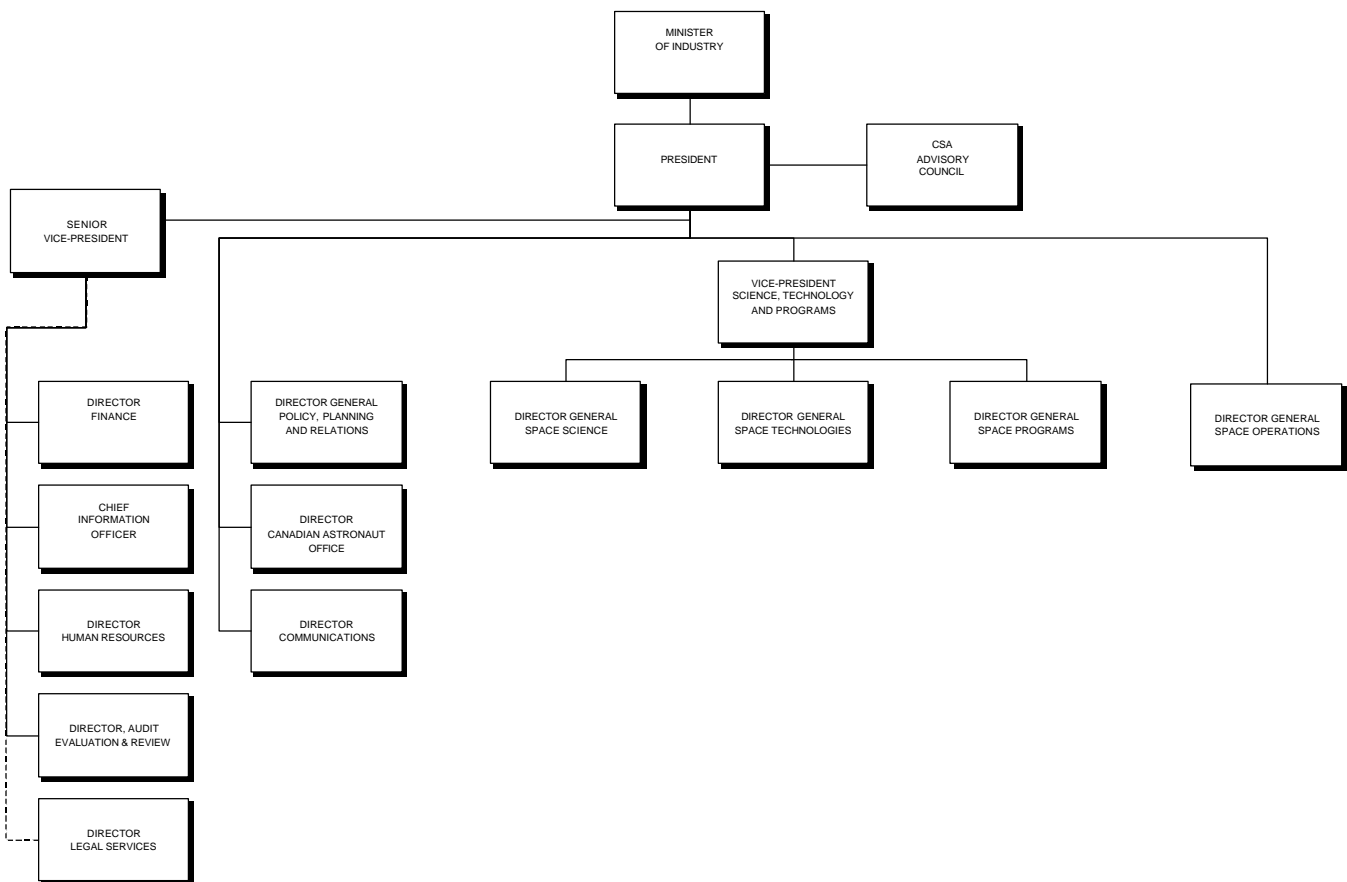 MINISTER
OF INDUSTRY
PRESIDENT
CSA
ADVISORY
COUNCIL
SENIOR
VICE-PRESIDENT
VICE-PRESIDENT
SCIENCE, TECHNOLOGY
AND PROGRAMS
DIRECTOR
FINANCE
DIRECTOR GENERAL
POLICY, PLANNING
AND RELATIONS
DIRECTOR GENERAL
SPACE SCIENCE
DIRECTOR GENERAL
SPACE TECHNOLOGIES
DIRECTOR GENERAL
SPACE PROGRAMS
DIRECTOR GENERAL
SPACE OPERATIONS
CHIEF
INFORMATION
OFFICER
DIRECTOR
CANADIAN ASTRONAUT
OFFICE
DIRECTOR
HUMAN RESOURCES
DIRECTOR
COMMUNICATIONS
DIRECTOR, AUDIT
EVALUATION & REVIEW
DIRECTOR
LEGAL SERVICES